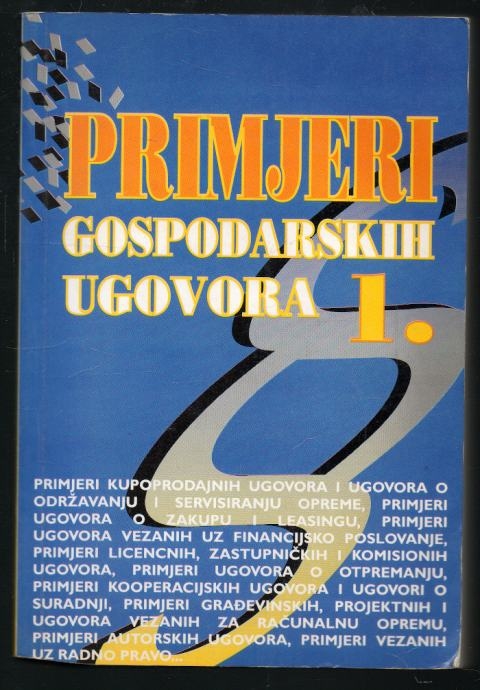 PRIMJERI
GOSPODARSKIH
UGOVORA 1.
PRIMJERI KUPOPRODAJNIH UGOVORA I UGOVORA O
ODRŽAVANJU I SERVISIRANJU OPREME, PRIMJERI
UGOVORA O ZAKUPU I LEASINGU, PRIMJERI
UGOVORA VEZANIH UZ FINANCIJSKO POSLOVANJE,
PRIMJERI LICENCNIH, ZASTUPNIČKIH I KOMISIONIH
UGOVORA, PRIMJERI UGOVORA O OTPREMANJU,
PRIMJERI KOOPERACIJSKIH UGOVORA I UGOVORI O
SURADNJI, PRIMJERI GRAĐEVINSKIH, PROJEKTNIH I
UGOVORA VEZANIH ZA RAČUNALNU OPREMU,
PRIMJERI AUTORSKIH UGOVORA, PRIMJERI VEZANIH
UZ RADNO PRAVO...